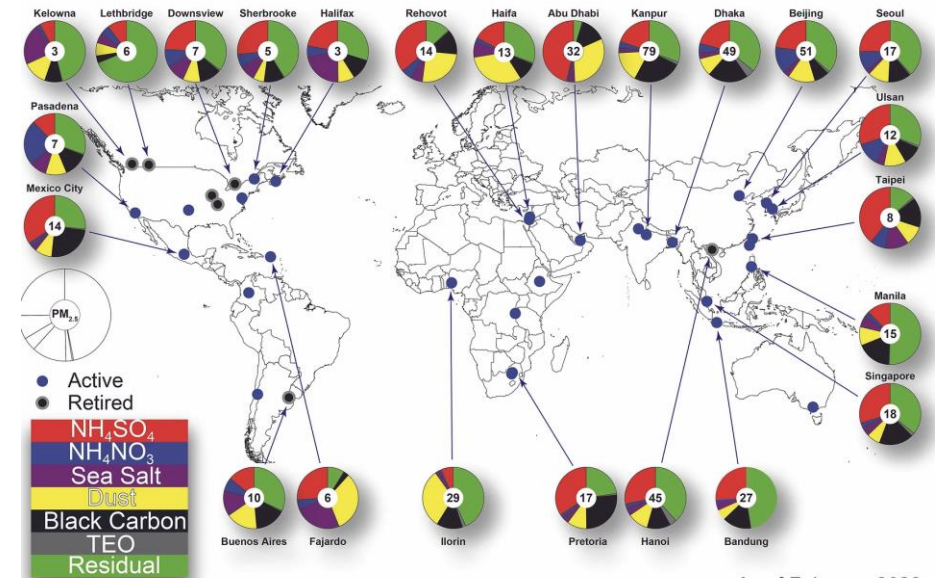 Kelowna Lethbridge Downsview Sherbrooke Halifax Rehovot Haifa Abu Dhabi Kanpur Dhaka Beijing Seoul
3 6 7 5 3 14 13 32 79 49 51 17
Pasadena
7
Ulsan
12
Mexico City
14
Taipei
8
PM2.5
Manila
15
Active
Retired
Singapore
18
NH4SO4
NH4NO3
Sea Salt
Dust
Black Carbon
TEO
Residual
10 6 29 17 45 27
Buenos Aires Fajardo Ilorin Pretoria Hanoi Bandung